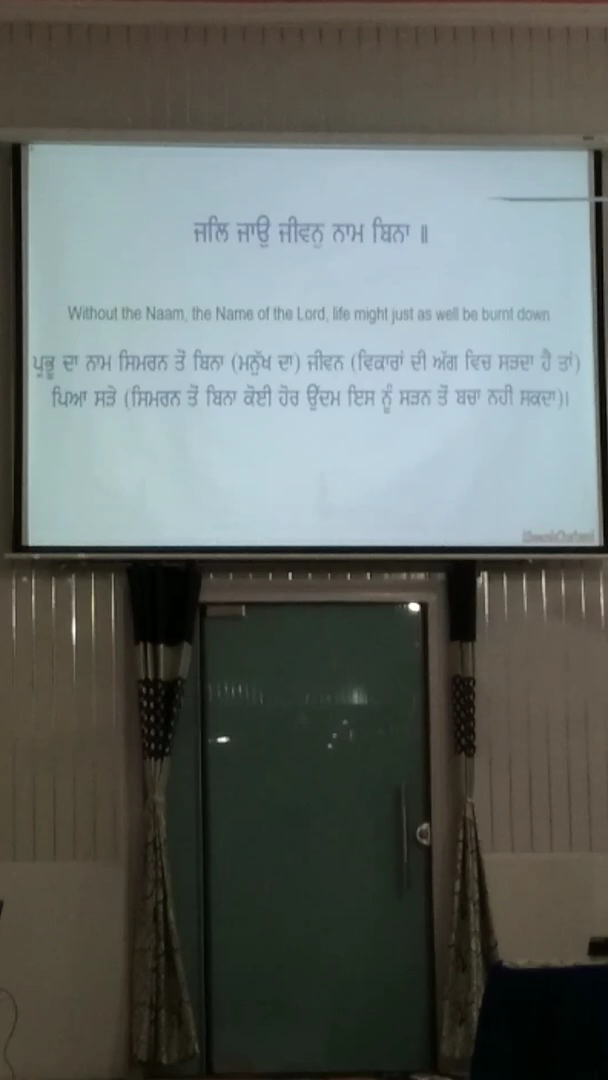 ਜਲਿ ਜਾਉ ਜੀਵਨੁ ਨਾਮ ਬਿਨਾ ॥
Without the Naam, the Name of the Lord, life might just as well be burnt down
ਪ੍ਰਭੂ ਦਾ ਨਾਮ ਸਿਮਰਨ ਤੋਂ ਬਿਨਾ (ਮਨੁੱਖ ਦਾ) ਜੀਵਨ (ਵਿਕਾਰਾਂ ਦੀ ਅੱਗ ਵਿਚ ਸੜਦਾ ਹੈ ਤਾਂ)
ਪਿਆ ਸੜੇ (ਸਿਮਰਨ ਤੋਂ ਬਿਨਾ ਕੋਈ ਹੋਰ ਉੱਦਮ ਇਸ ਨੂੰ ਸੜਨ ਤੋਂ ਬਚਾ ਨਹੀ ਸਕਦਾ)।